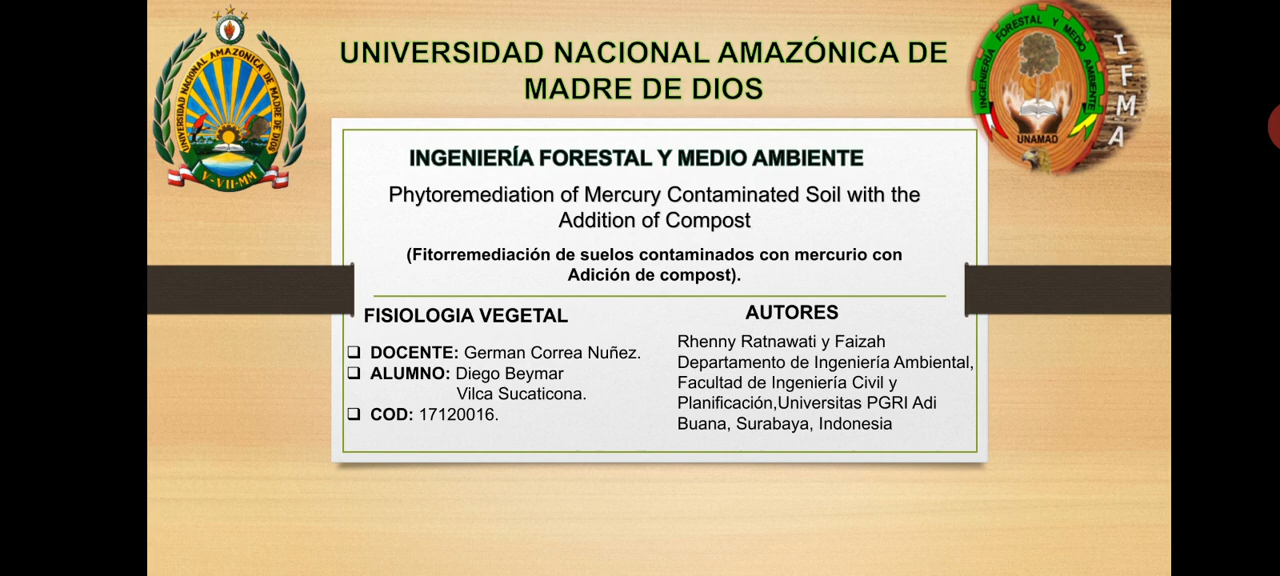 UNIVERSIDAD NACIONAL AMAZÓNICA DE
MADRE DE DIOS
UNIVERSIDAD NACIONAL AMAZONICA DE MADRE DE DIOS
V-VII-MM
INGENIERÍA FORESTAL Y MEDIO AMBIENTE
UNAMAD
IFMA
INGENIERÍA FORESTAL Y MEDIO AMBIENTE
Phytoremediation of Mercury Contaminated Soil with the
Addition of Compost
(Fitorremediación de suelos contaminados con mercurio con
Adición de compost).
FISIOLOGIA VEGETAL
❑ DOCENTE: German Correa Nuñez.
❑ ALUMNO: Diego Beymar
Vilca Sucaticona.
❑ COD: 17120016.
AUTORES
Rhenny Ratnawati y Faizah
Departamento de Ingeniería Ambiental,
Facultad de Ingeniería Civil y
Planificación,Universitas PGRI Adi
Buana, Surabaya, Indonesia